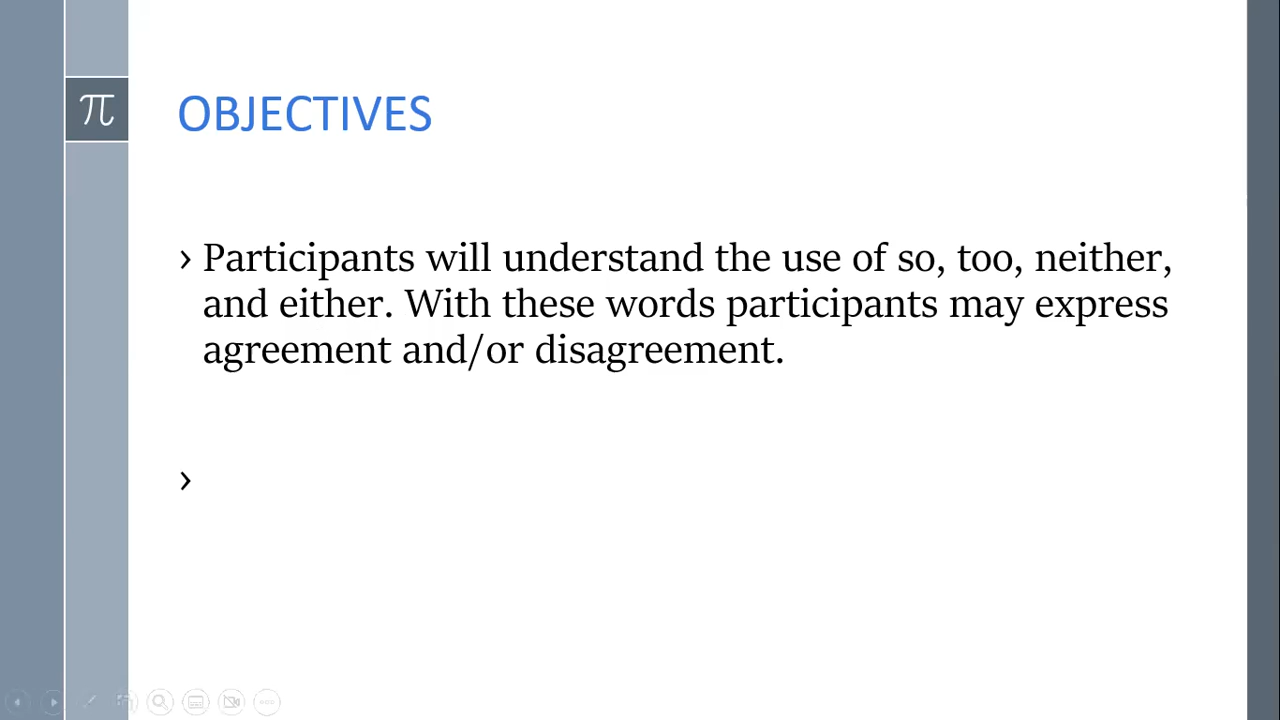 π
OBJECTIVES
› Participants will understand the use of so, too, neither,
and either. With these words participants may express
agreement and/or disagreement.
›